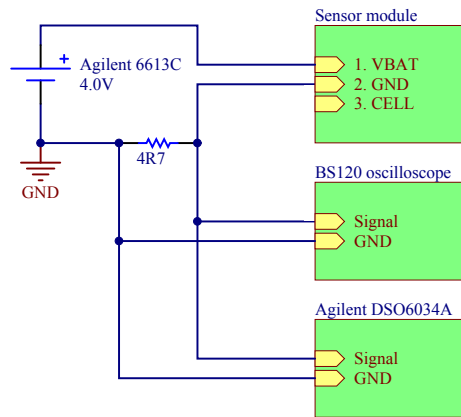 Sensor module
+
Agilent 6613C
4.0V
1. VBAT
2. GND
3. CELL
4R7
GND
BS120 oscilloscope
Signal
GND
Agilent DSO6034A
Signal
GND